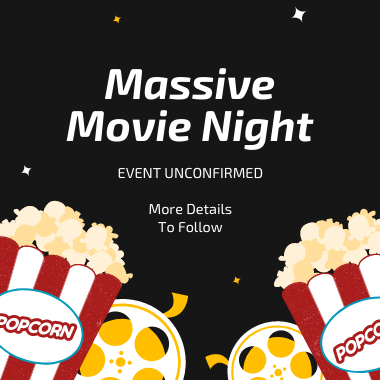 Massive
Movie Night
EVENT UNCONFIRMED
More Details
To Follow
POPCORN
POPCORN